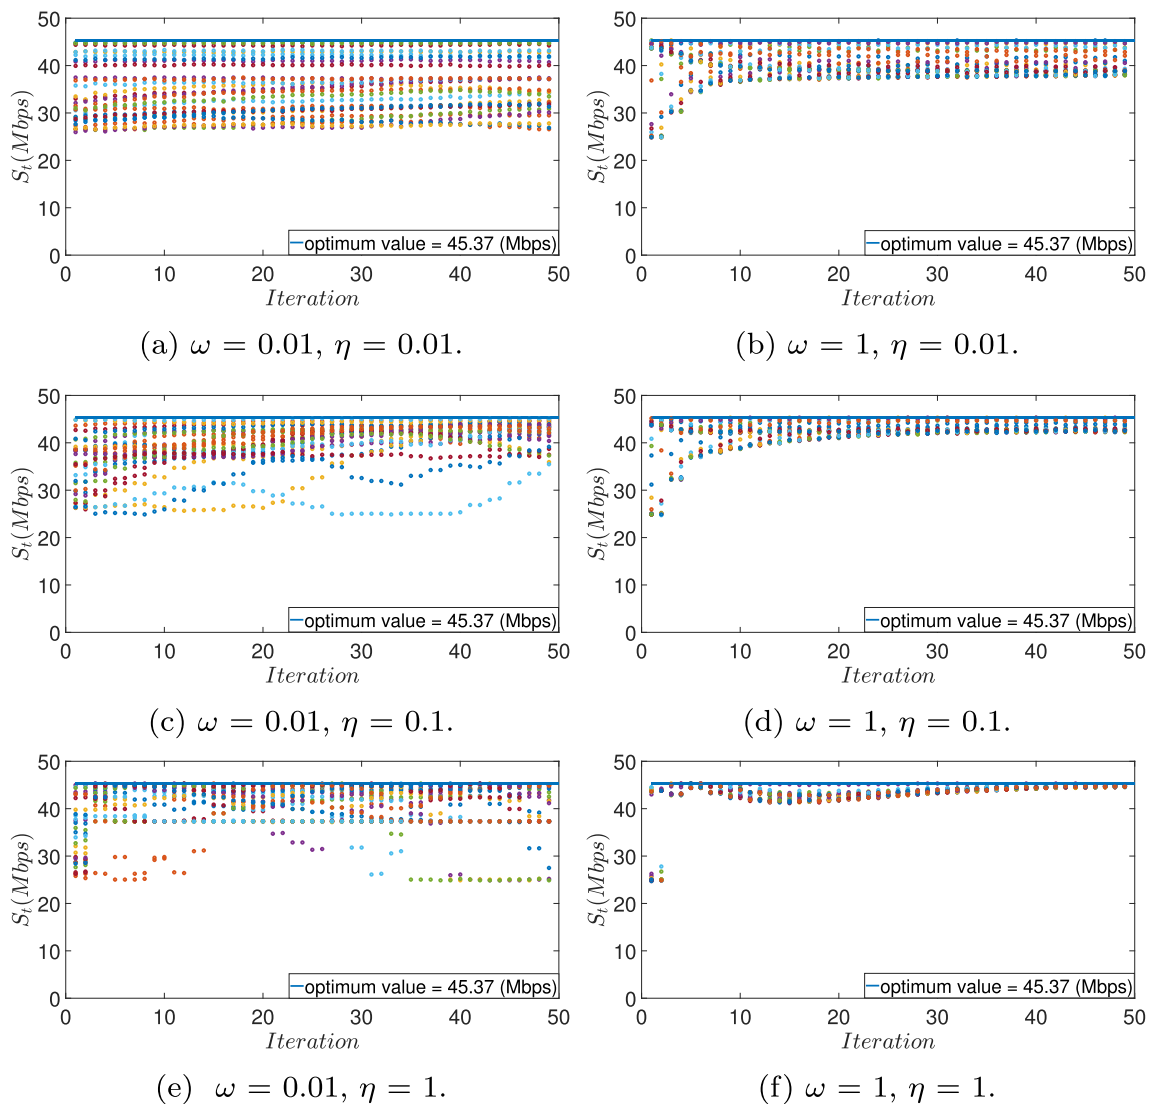 50
40
30
20
10
0
S_t(Mbps)
optimum value = 45.37 (Mbps)
0 10 20 30 40 50
Iteration
(a) ω = 0.01, η = 0.01.
50
40
30
20
10
0
S_t(Mbps)
optimum value = 45.37 (Mbps)
0 10 20 30 40 50
Iteration
(b) ω = 1, η = 0.01.
50
40
30
20
10
0
S_t(Mbps)
optimum value = 45.37 (Mbps)
0 10 20 30 40 50
Iteration
(c) ω = 0.01, η = 0.1.
50
40
30
20
10
0
S_t(Mbps)
optimum value = 45.37 (Mbps)
0 10 20 30 40 50
Iteration
(d) ω = 1, η = 0.1.
50
40
30
20
10
0
S_t(Mbps)
optimum value = 45.37 (Mbps)
0 10 20 30 40 50
Iteration
(e) ω = 0.01, η = 1.
50
40
30
20
10
0
S_t(Mbps)
optimum value = 45.37 (Mbps)
0 10 20 30 40 50
Iteration
(f) ω = 1, η = 1.